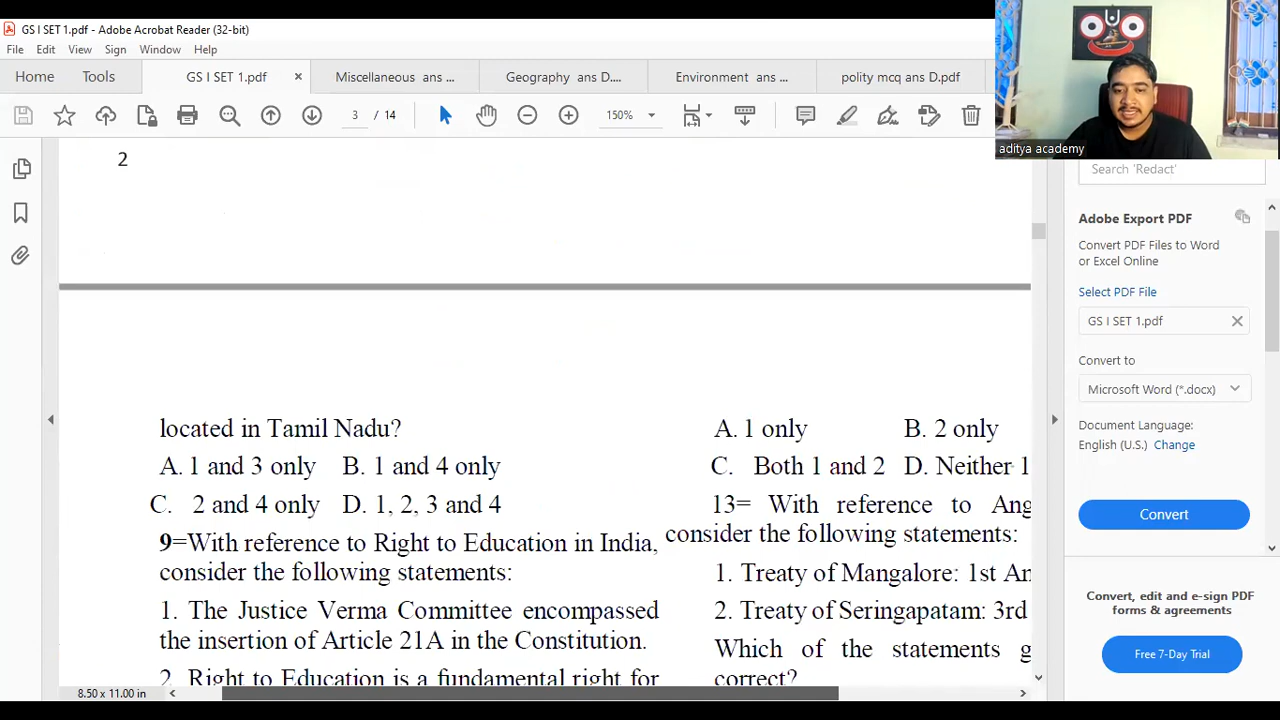 GS I SET 1.pdf - Adobe Acrobat Reader (32-bit)
File Edit View Sign Window Help
Home Tools GS I SET 1.pdf × Miscellaneous ans ... Geography ans D.... Environment ans ... polity mcq ans D.pdf
3 / 14 150%
aditya academy
2
located in Tamil Nadu?
A. 1 and 3 only B. 1 and 4 only
C. 2 and 4 only D. 1, 2, 3 and 4
9=With reference to Right to Education in India,
consider the following statements:
1. The Justice Verma Committee encompassed
the insertion of Article 21A in the Constitution.
2. Right to Education is a fundamental right for
A. 1 only B. 2 only
C. Both 1 and 2 D. Neither 1
13= With reference to Ang
consider the following statements:
1. Treaty of Mangalore: 1st An
2. Treaty of Seringapatam: 3rd
Which of the statements g
correct?
Search 'Redact'
Adobe Export PDF
Convert PDF Files to Word
or Excel Online
Select PDF File
GS I SET 1.pdf
Convert to
Microsoft Word (*.docx)
Document Language:
English (U.S.) Change
Convert
Convert, edit and e-sign PDF
forms & agreements
Free 7-Day Trial
8.50 x 11.00 in